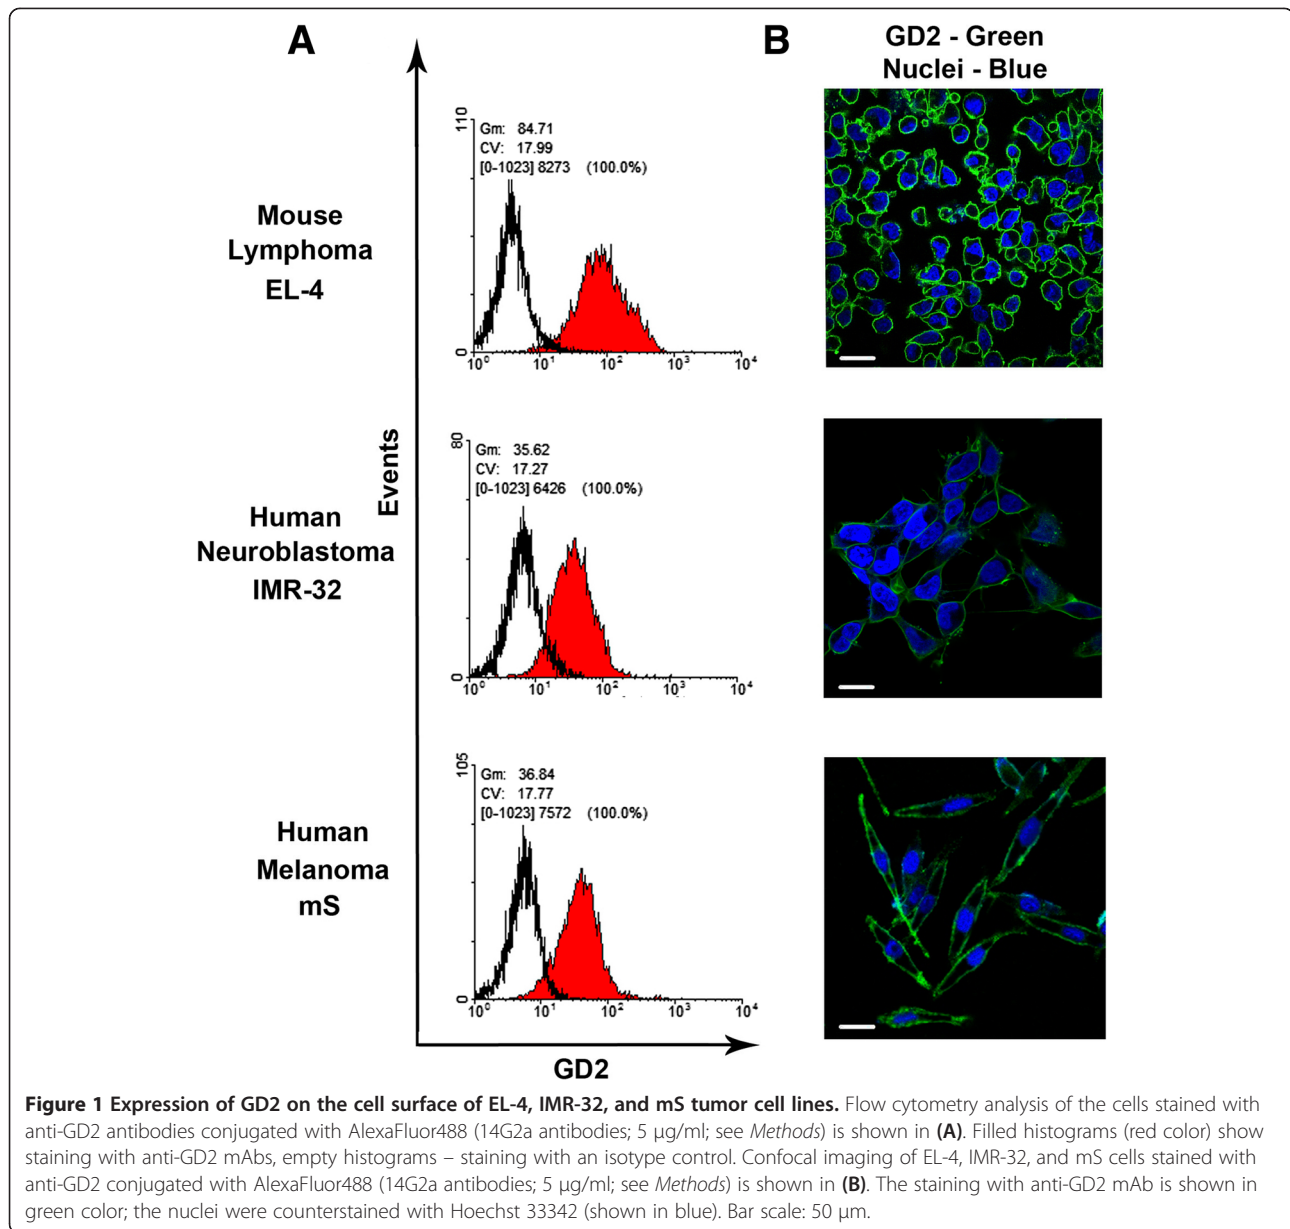 A
B
GD2 - Green
Nuclei - Blue
Mouse
Lymphoma
EL-4
110
Gm: 84.71
CV: 17.99
[0-1023] 8273 (100.0%)
0
10⁰ 10¹ 10² 10³ 10⁴
Events
Human
Neuroblastoma
IMR-32
80
Gm: 35.62
CV: 17.27
[0-1023] 6426 (100.0%)
0
10⁰ 10¹ 10² 10³ 10⁴
Human
Melanoma
mS
105
Gm: 36.84
CV: 17.77
[0-1023] 7572 (100.0%)
0
10⁰ 10¹ 10² 10³ 10⁴
GD2
Figure 1 Expression of GD2 on the cell surface of EL-4, IMR-32, and mS tumor cell lines. Flow cytometry analysis of the cells stained with
anti-GD2 antibodies conjugated with AlexaFluor488 (14G2a antibodies; 5 μg/ml; see Methods) is shown in (A). Filled histograms (red color) show
staining with anti-GD2 mAbs, empty histograms – staining with an isotype control. Confocal imaging of EL-4, IMR-32, and mS cells stained with
anti-GD2 conjugated with AlexaFluor488 (14G2a antibodies; 5 μg/ml; see Methods) is shown in (B). The staining with anti-GD2 mAb is shown in
green color; the nuclei were counterstained with Hoechst 33342 (shown in blue). Bar scale: 50 μm.